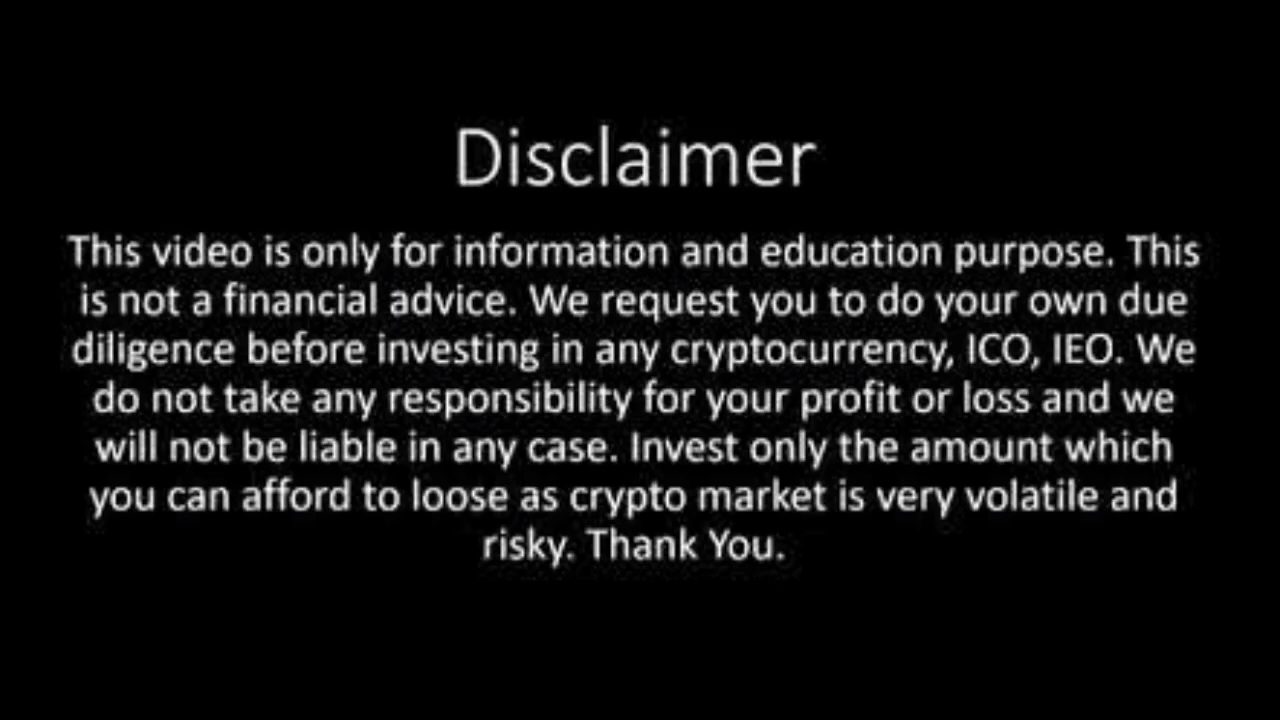 Disclaimer
This video is only for information and education purpose. This
is not a financial advice. We request you to do your own due
diligence before investing in any cryptocurrency, ICO, IEO. We
do not take any responsibility for your profit or loss and we
will not be liable in any case. Invest only the amount which
you can afford to loose as crypto market is very volatile and
risky. Thank You.